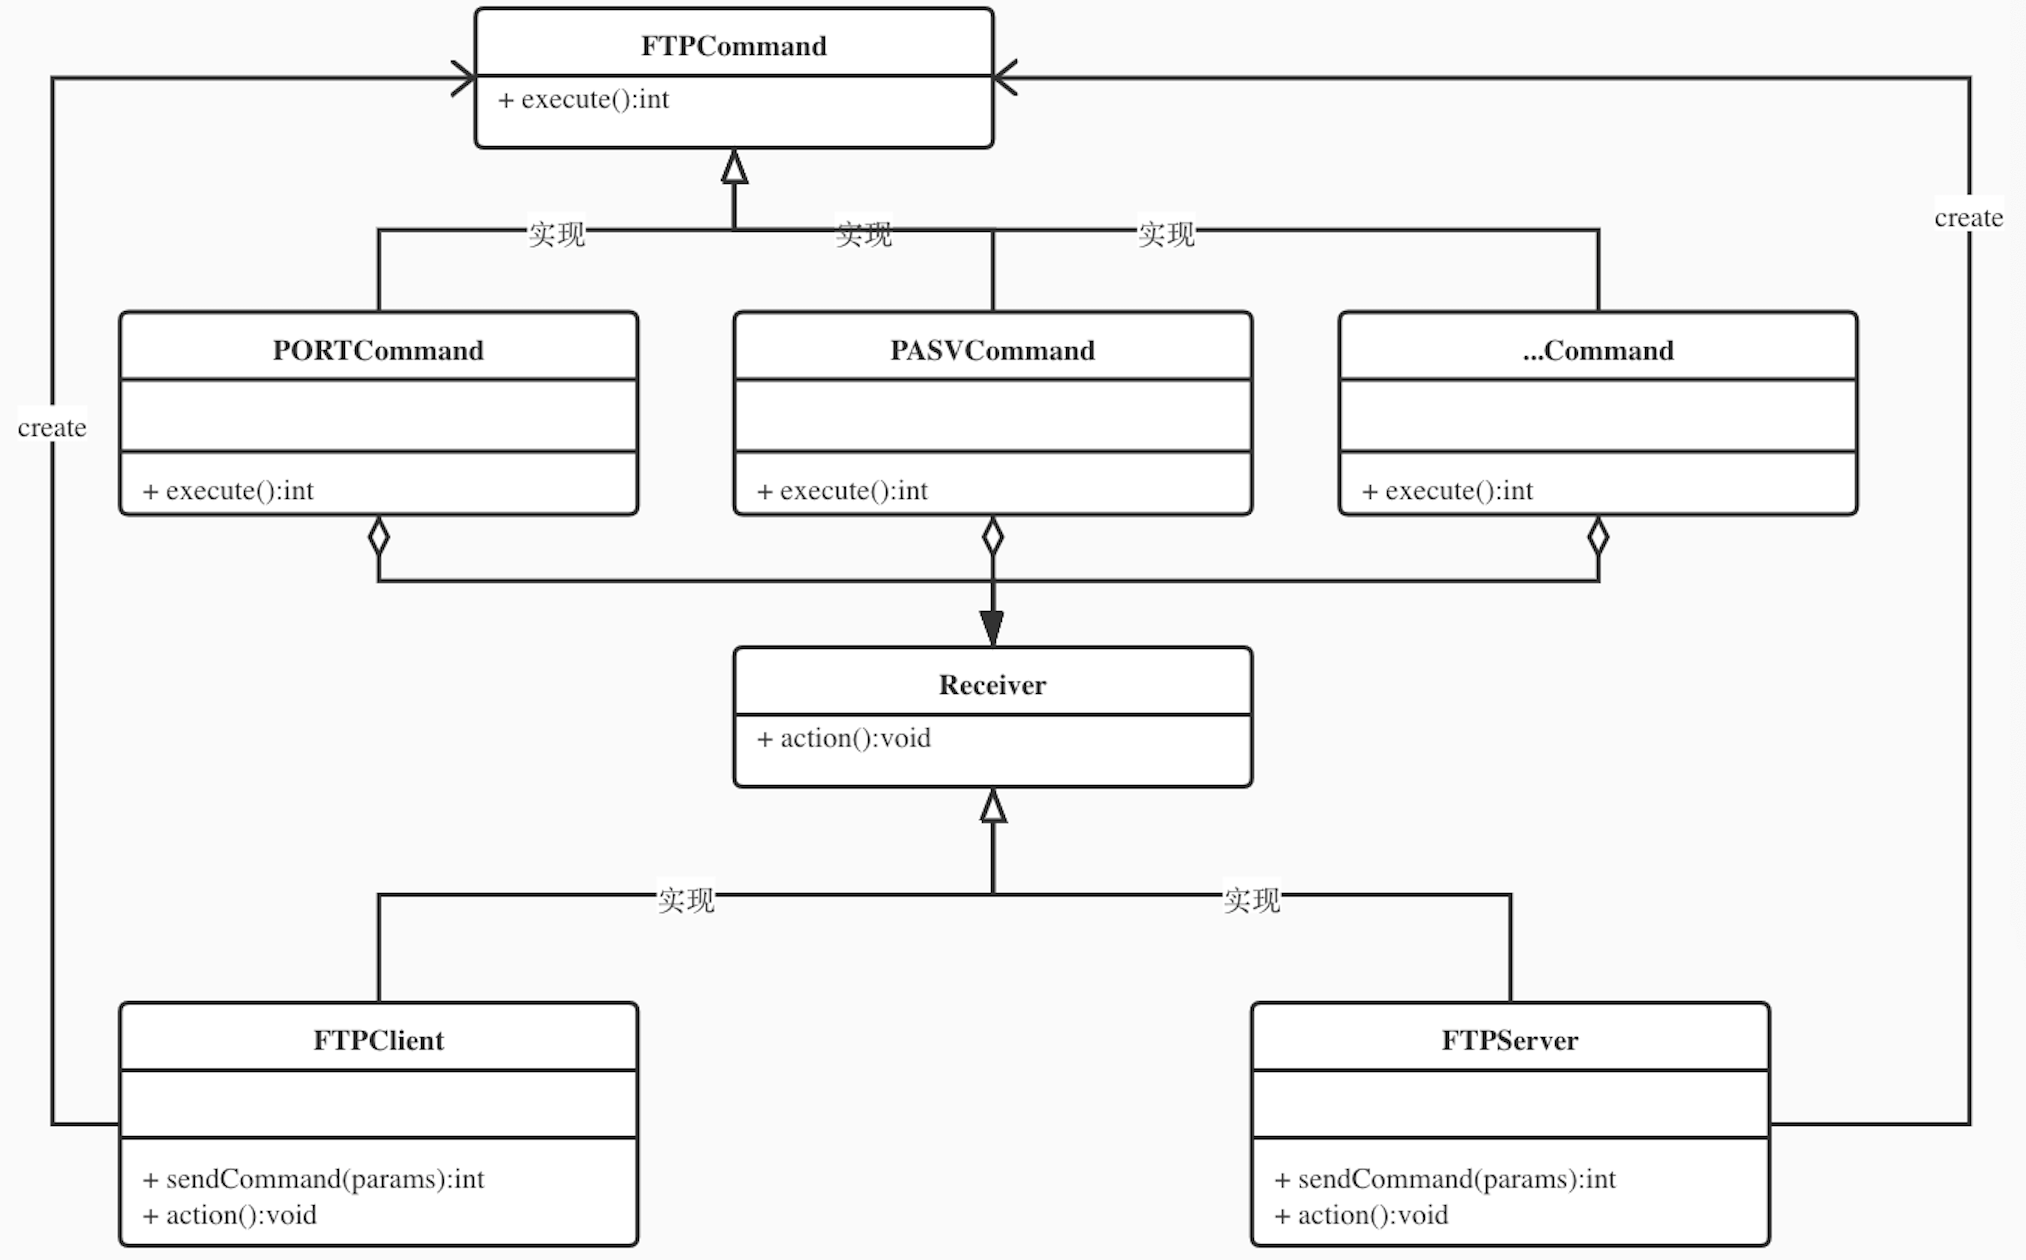 FTPCommand
+ execute():int
create
实现
实现
实现
PORTCommand
PASVCommand
...Command
create
+ execute():int
+ execute():int
+ execute():int
Receiver
+ action():void
实现
实现
FTPClient
FTPServer
+ sendCommand(params):int
+ action():void
+ sendCommand(params):int
+ action():void